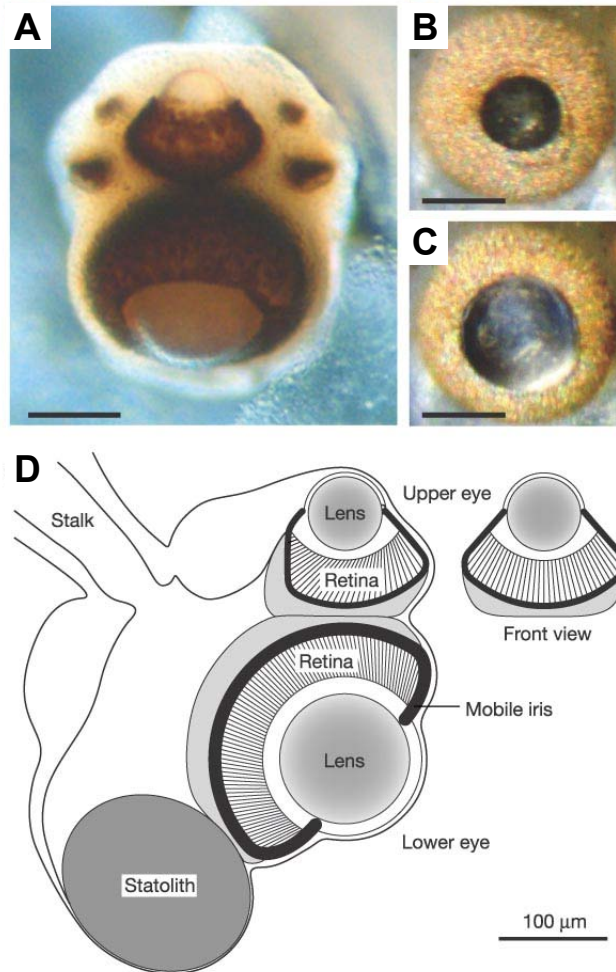 A
B
C
D
Stalk
Lens
Upper eye
Retina
Front view
Retina
Mobile iris
Lens
Lower eye
Statolith
100 μm